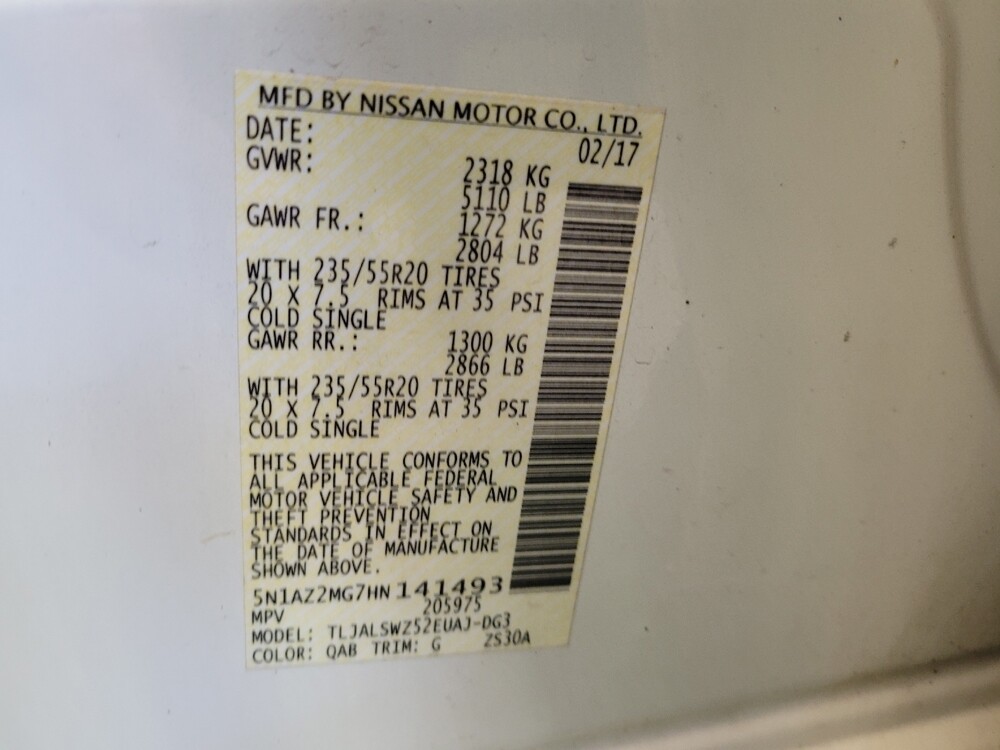 MFD BY NISSAN MOTOR CO., LTD.
DATE: 02/17
GVWR: 2318 KG
5110 LB
GAWR FR.: 1272 KG
2804 LB
WITH 235/55R20 TIRES
20 X 7.5 RIMS AT 35 PSI
COLD SINGLE
GAWR RR.: 1300 KG
2866 LB
WITH 235/55R20 TIRES
20 X 7.5 RIMS AT 35 PSI
COLD SINGLE
THIS VEHICLE CONFORMS TO
ALL APPLICABLE FEDERAL
MOTOR VEHICLE SAFETY AND
THEFT PREVENTION
STANDARDS IN EFFECT ON
THE DATE OF MANUFACTURE
SHOWN ABOVE.
5N1AZ2MG7HN141493
MPV 205975
MODEL: TLJALSWZ52EUAJ-DG3
COLOR: QAB TRIM: G ZS30A